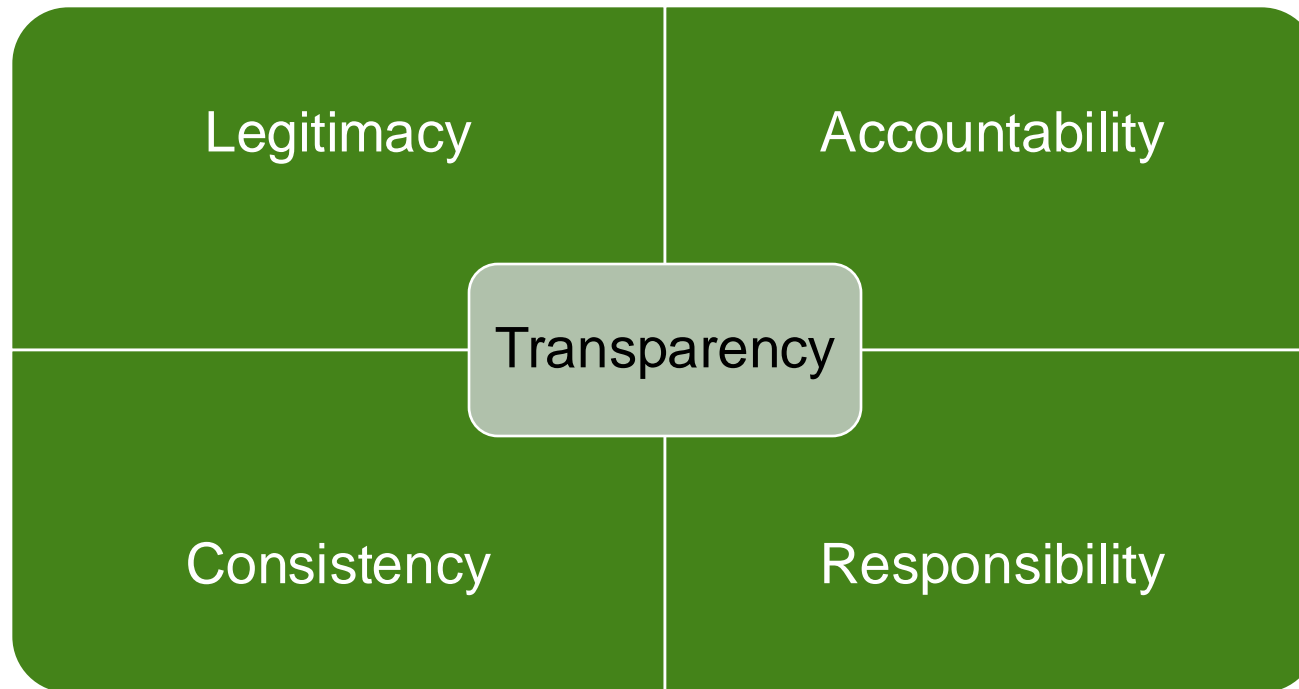 Legitimacy
Accountability
Transparency
Consistency
Responsibility